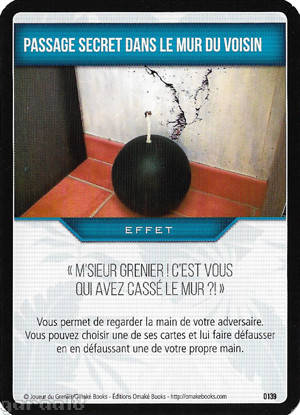 PASSAGE SECRET DANS LE MUR DU VOISIN
EFFET
« M'SIEUR GRENIER ! C'EST VOUS
QUI AVEZ CASSÉ LE MUR ?! »
Vous permet de regarder la main de votre adversaire.
Vous pouvez choisir une de ses cartes et lui faire défausser
en en défaussant une de votre propre main.
© Joueur du Grenier/Omaké Books - Éditions Omaké Books - http://omakebooks.com
0139